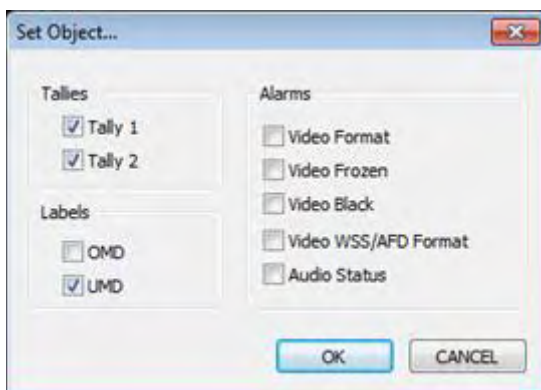 Set Object...
Tallies
Tally 1
Tally 2
Labels
OMD
UMD
Alarms
Video Format
Video Frozen
Video Black
Video WSS/AFD Format
Audio Status
OK
CANCEL